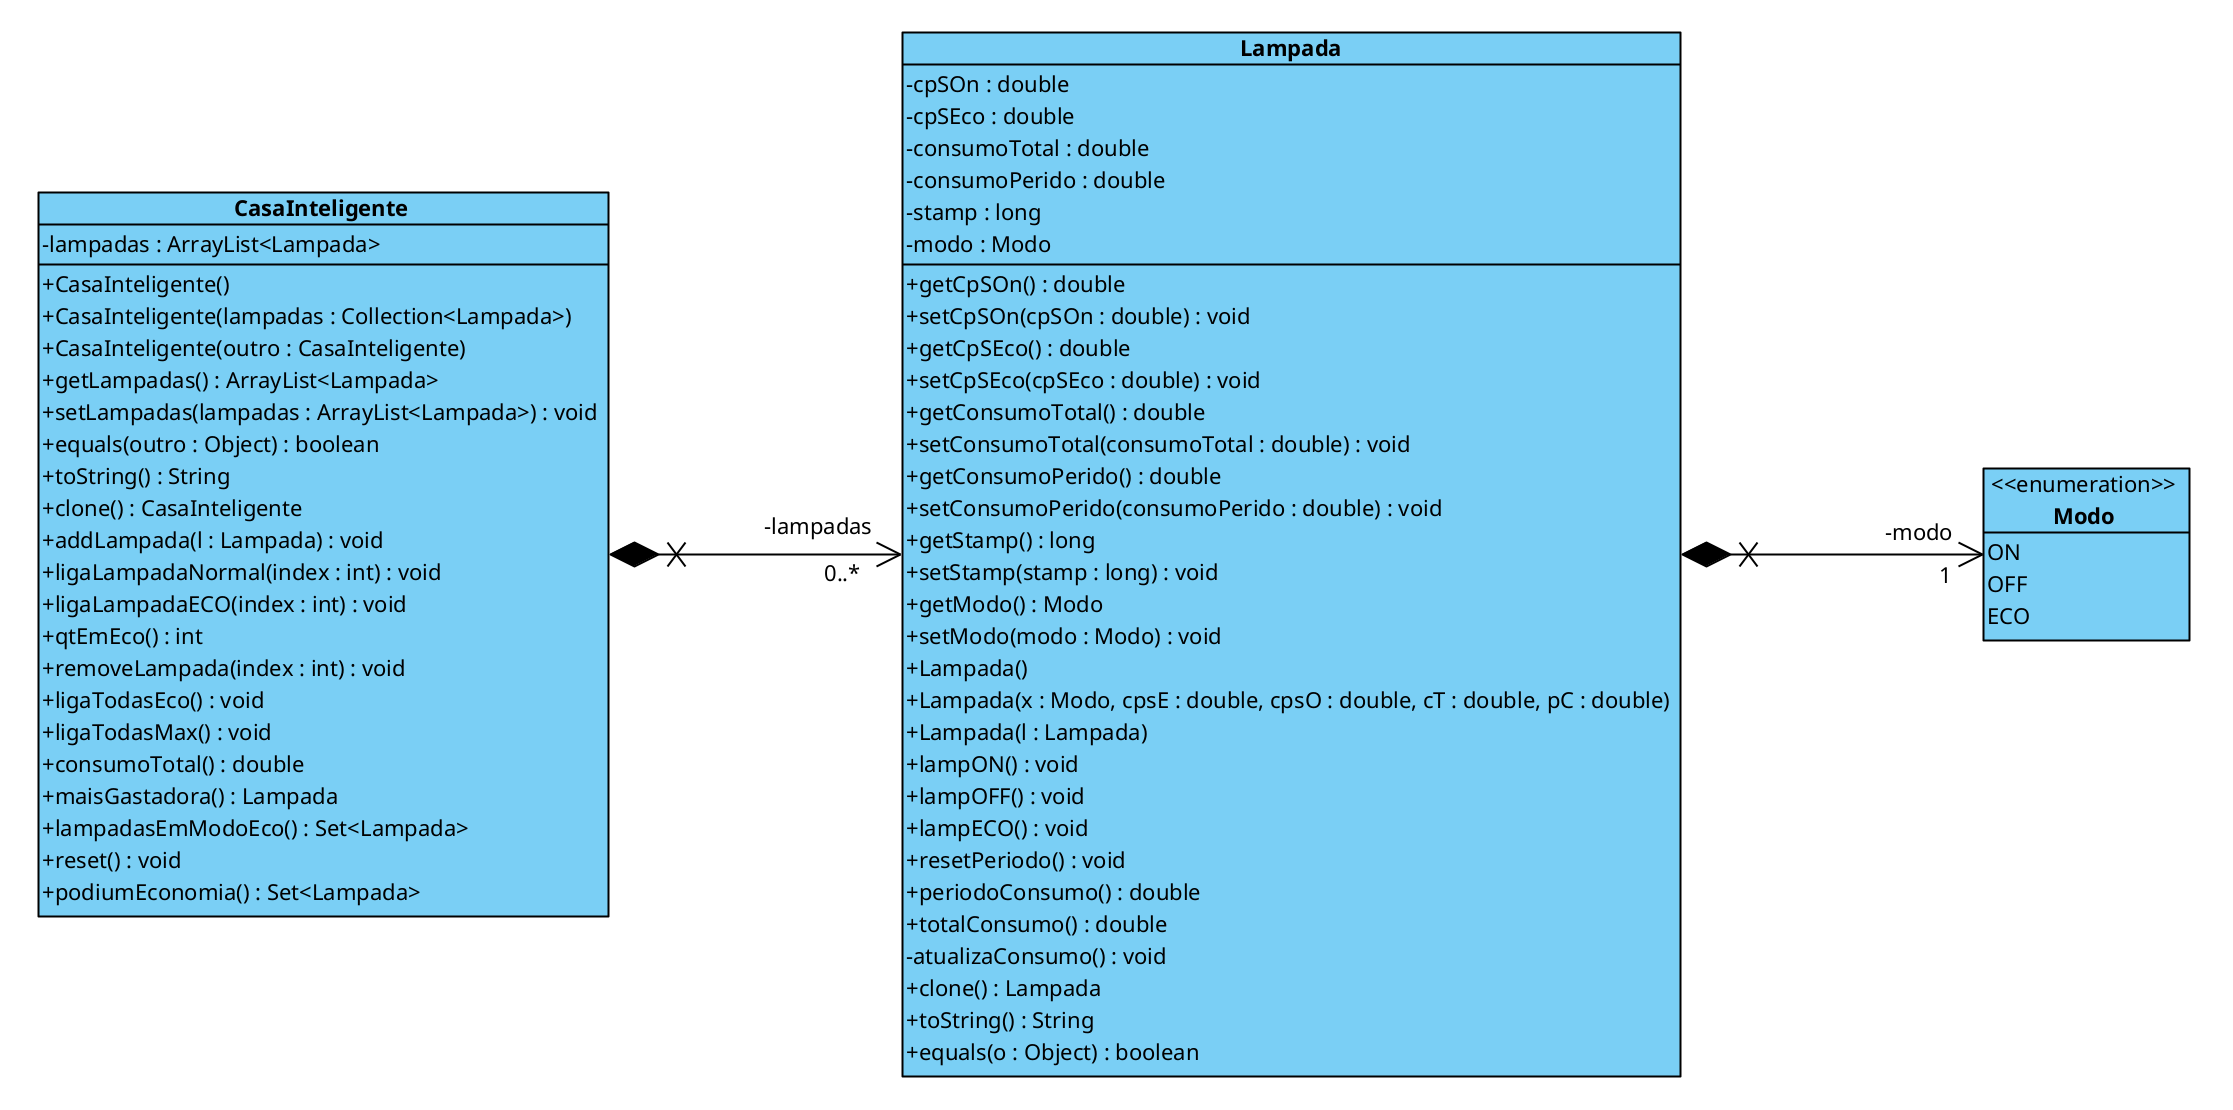 CasaInteligente
-lampadas : ArrayList<Lampada>
+CasaInteligente()
+CasaInteligente(lampadas : Collection<Lampada>)
+CasaInteligente(outro : CasaInteligente)
+getLampadas() : ArrayList<Lampada>
+setLampadas(lampadas : ArrayList<Lampada>) : void
+equals(outro : Object) : boolean
+toString() : String
+clone() : CasaInteligente
+addLampada(l : Lampada) : void
+ligaLampadaNormal(index : int) : void
+ligaLampadaECO(index : int) : void
+qtEmEco() : int
+removeLampada(index : int) : void
+ligaTodasEco() : void
+ligaTodasMax() : void
+consumoTotal() : double
+maisGastadora() : Lampada
+lampadasEmModoEco() : Set<Lampada>
+reset() : void
+podiumEconomia() : Set<Lampada>
-lampadas
0..*
Lampada
-cpSOn : double
-cpSEco : double
-consumoTotal : double
-consumoPerido : double
-stamp : long
-modo : Modo
+getCpSOn() : double
+setCpSOn(cpSOn : double) : void
+getCpSEco() : double
+setCpSEco(cpSEco : double) : void
+getConsumoTotal() : double
+setConsumoTotal(consumoTotal : double) : void
+getConsumoPerido() : double
+setConsumoPerido(consumoPerido : double) : void
+getStamp() : long
+setStamp(stamp : long) : void
+getModo() : Modo
+setModo(modo : Modo) : void
+Lampada()
+Lampada(x : Modo, cpsE : double, cpsO : double, cT : double, pC : double)
+Lampada(l : Lampada)
+lampON() : void
+lampOFF() : void
+lampECO() : void
+resetPeriodo() : void
+periodoConsumo() : double
+totalConsumo() : double
-atualizaConsumo() : void
+clone() : Lampada
+toString() : String
+equals(o : Object) : boolean
-modo
1
<<enumeration>>
Modo
ON
OFF
ECO